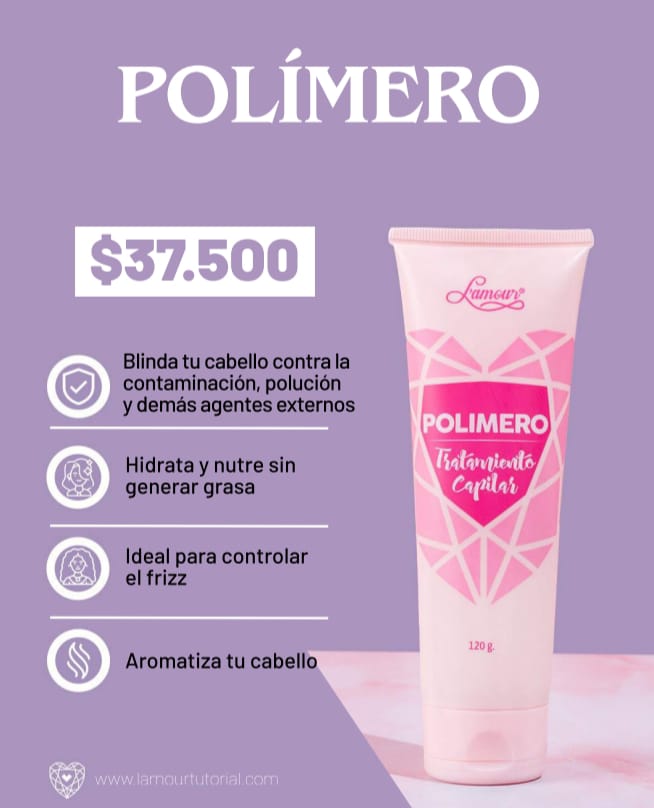 POLÍMERO
$37.500
Blinda tu cabello contra la
contaminación, polución
y demás agentes externos
Hidrata y nutre sin
generar grasa
Ideal para controlar
el frizz
Aromatiza tu cabello
L'amour
POLIMERO
Tratamiento
Capilar
120 g.
www.lamourtutorial.com